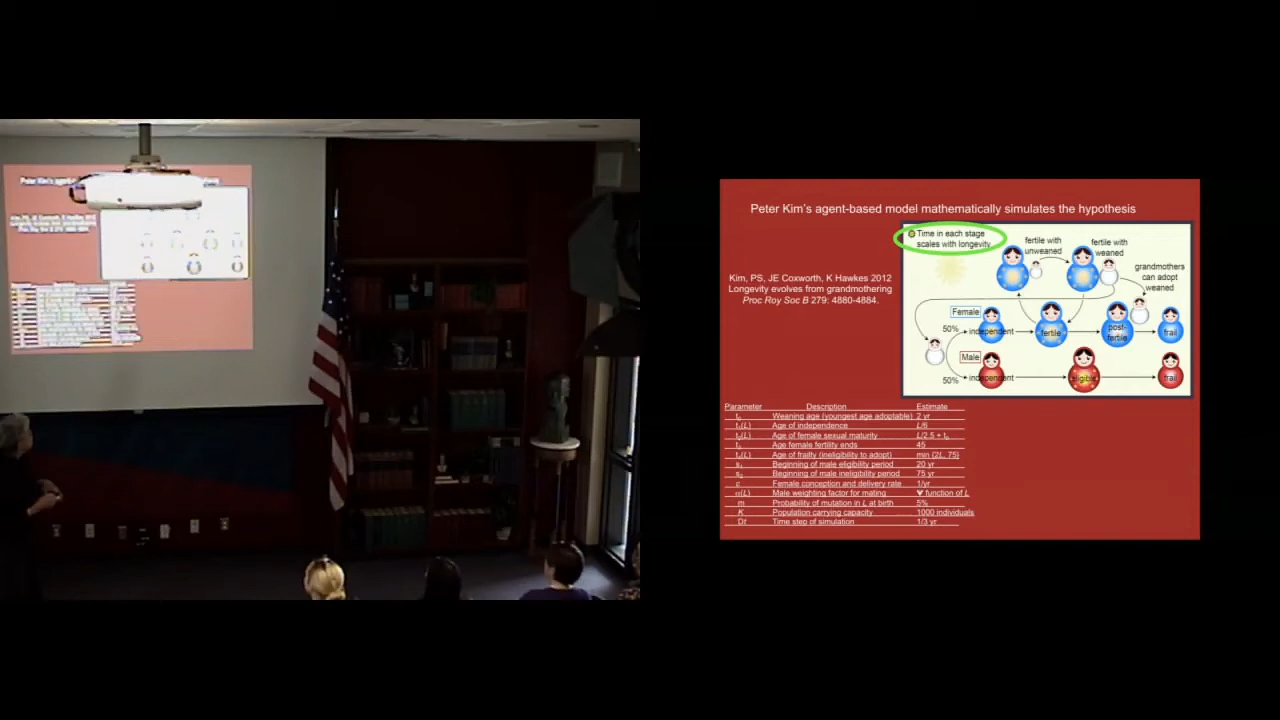 Peter Kim's agent-based model mathematically simulates the hypothesis
Kim, PS, JE Coxworth, K Hawkes 2012
Longevity evolves from grandmothering
Proc Roy Soc B 279: 4880-4884.
Time in each stage
scales with longevity
fertile with
unweaned
fertile with
weaned
grandmothers
can adopt
weaned
Female
50%
independent
fertile
post-
fertile
frail
Male
50%
independent
eligible
frail
Parameter Description Estimate
Weaning age (youngest age adoptable) 2 yr
Age of independence L/6
Age of female sexual maturity L/2.5 + t₀
Age female fertility ends 45
Age of frailty (ineligibility to adopt) min {2L, 75}
Beginning of male eligibility period 20 yr
Beginning of male ineligibility period 75 yr
c Female conception and delivery rate 1/yr
Male weighting factor for mating Ψ function of L
m Probability of mutation in L at birth 5%
K Population carrying capacity 1000 individuals
Dt Time step of simulation 1/3 yr